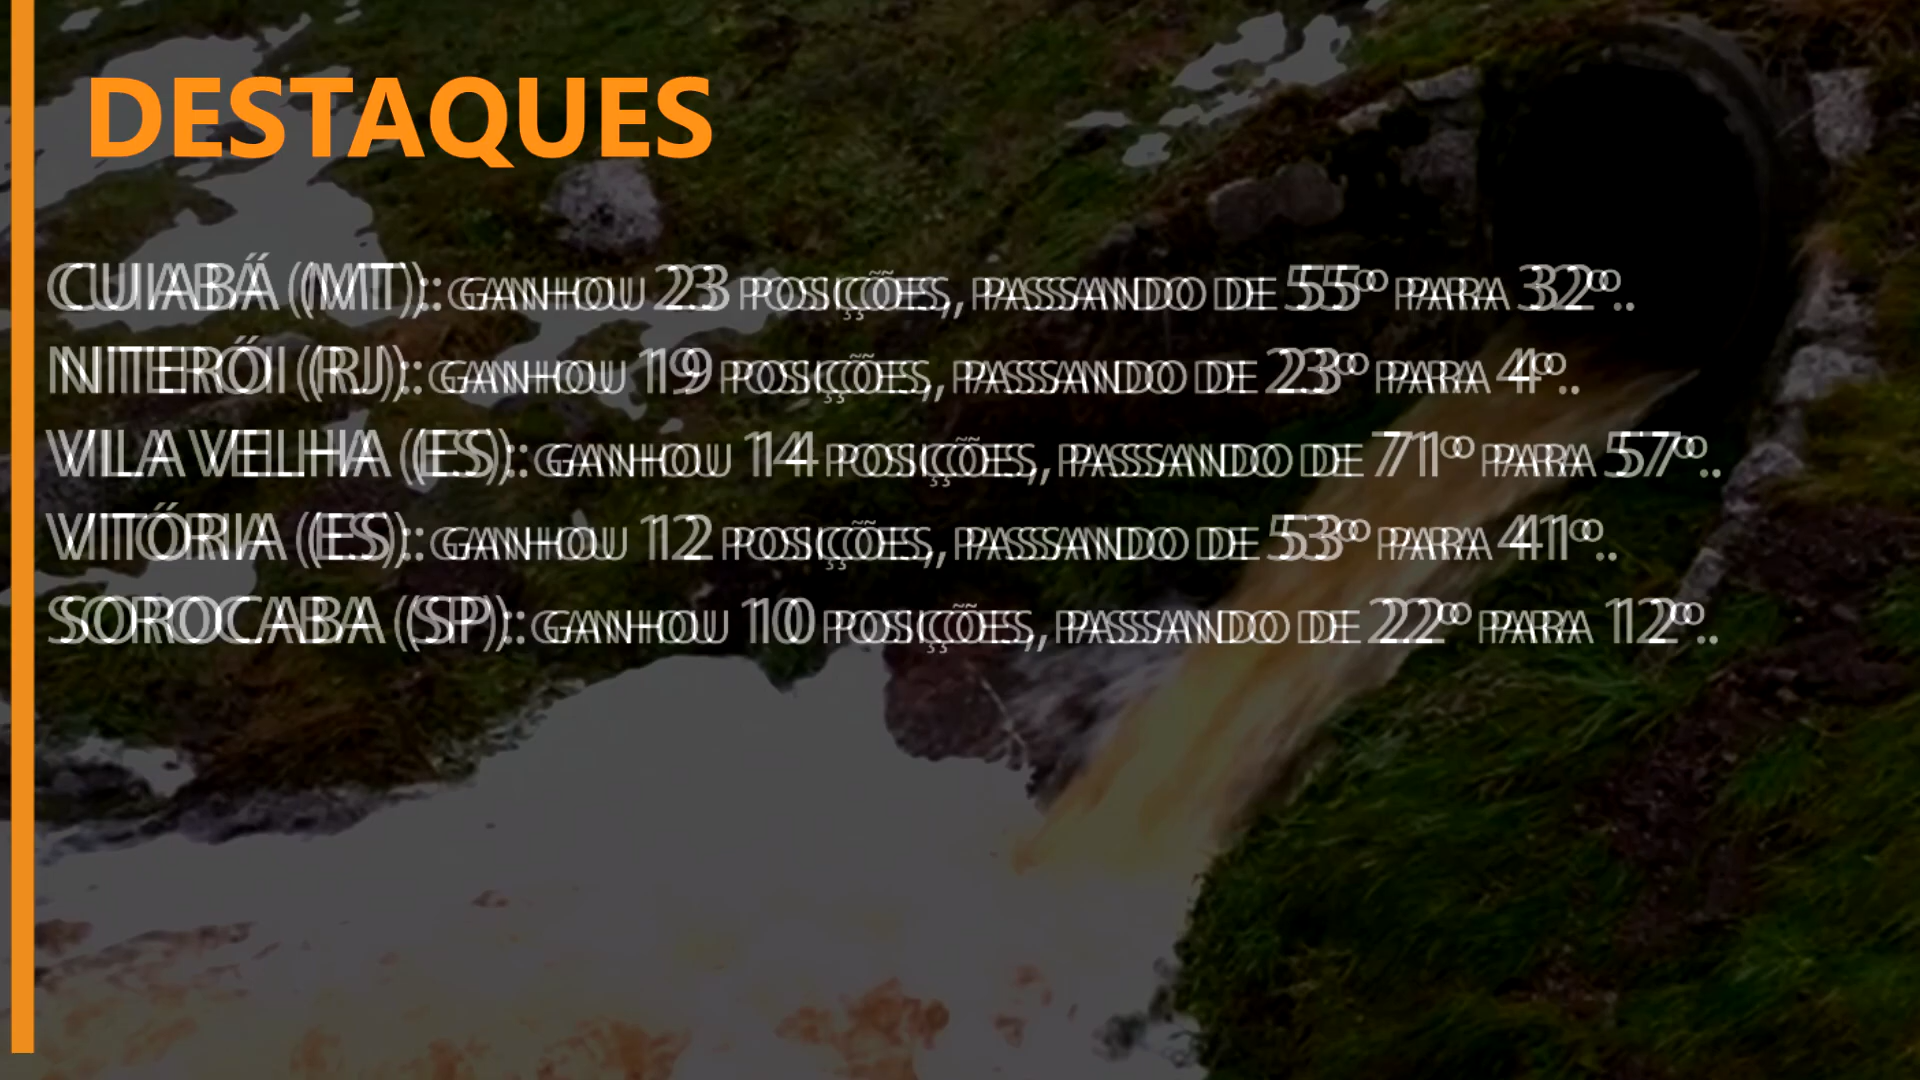 DESTAQUES
CUIABÁ (MT): GANHOU 23 POSIÇÕES, PASSANDO DE 55º PARA 32º.
NITERÓI (RJ): GANHOU 19 POSIÇÕES, PASSANDO DE 23º PARA 4º.
VILA VELHA (ES): GANHOU 14 POSIÇÕES, PASSANDO DE 71º PARA 57º.
VITÓRIA (ES): GANHOU 12 POSIÇÕES, PASSANDO DE 53º PARA 41º.
SOROCABA (SP): GANHOU 10 POSIÇÕES, PASSANDO DE 22º PARA 12º.